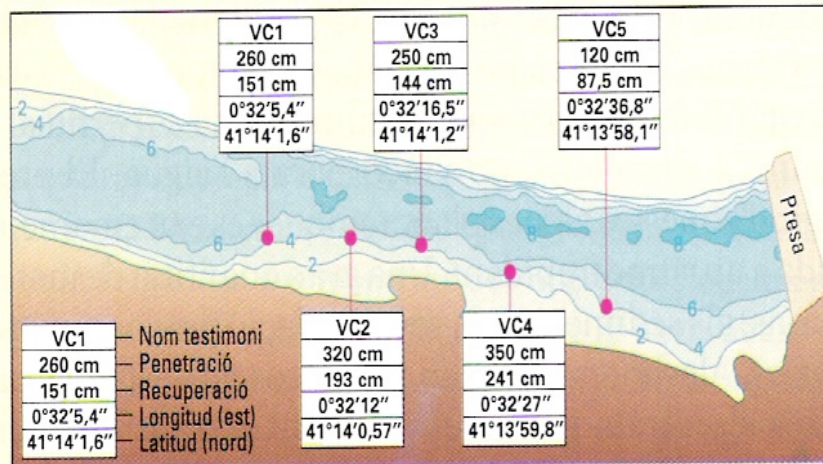 VC1
260 cm
151 cm
0°32'5,4"
41°14'1,6"
VC3
250 cm
144 cm
0°32'16,5"
41°14'1,2"
VC5
120 cm
87,5 cm
0°32'36,8"
41°13'58,1"
2
4
6
6
4
2
8
8
6
2
4
Presa
VC1
260 cm
151 cm
0°32'5,4"
41°14'1,6"
Nom testimoni
Penetració
Recuperació
Longitud (est)
Latitud (nord)
VC2
320 cm
193 cm
0°32'12"
41°14'0,57"
VC4
350 cm
241 cm
0°32'27"
41°13'59,8"